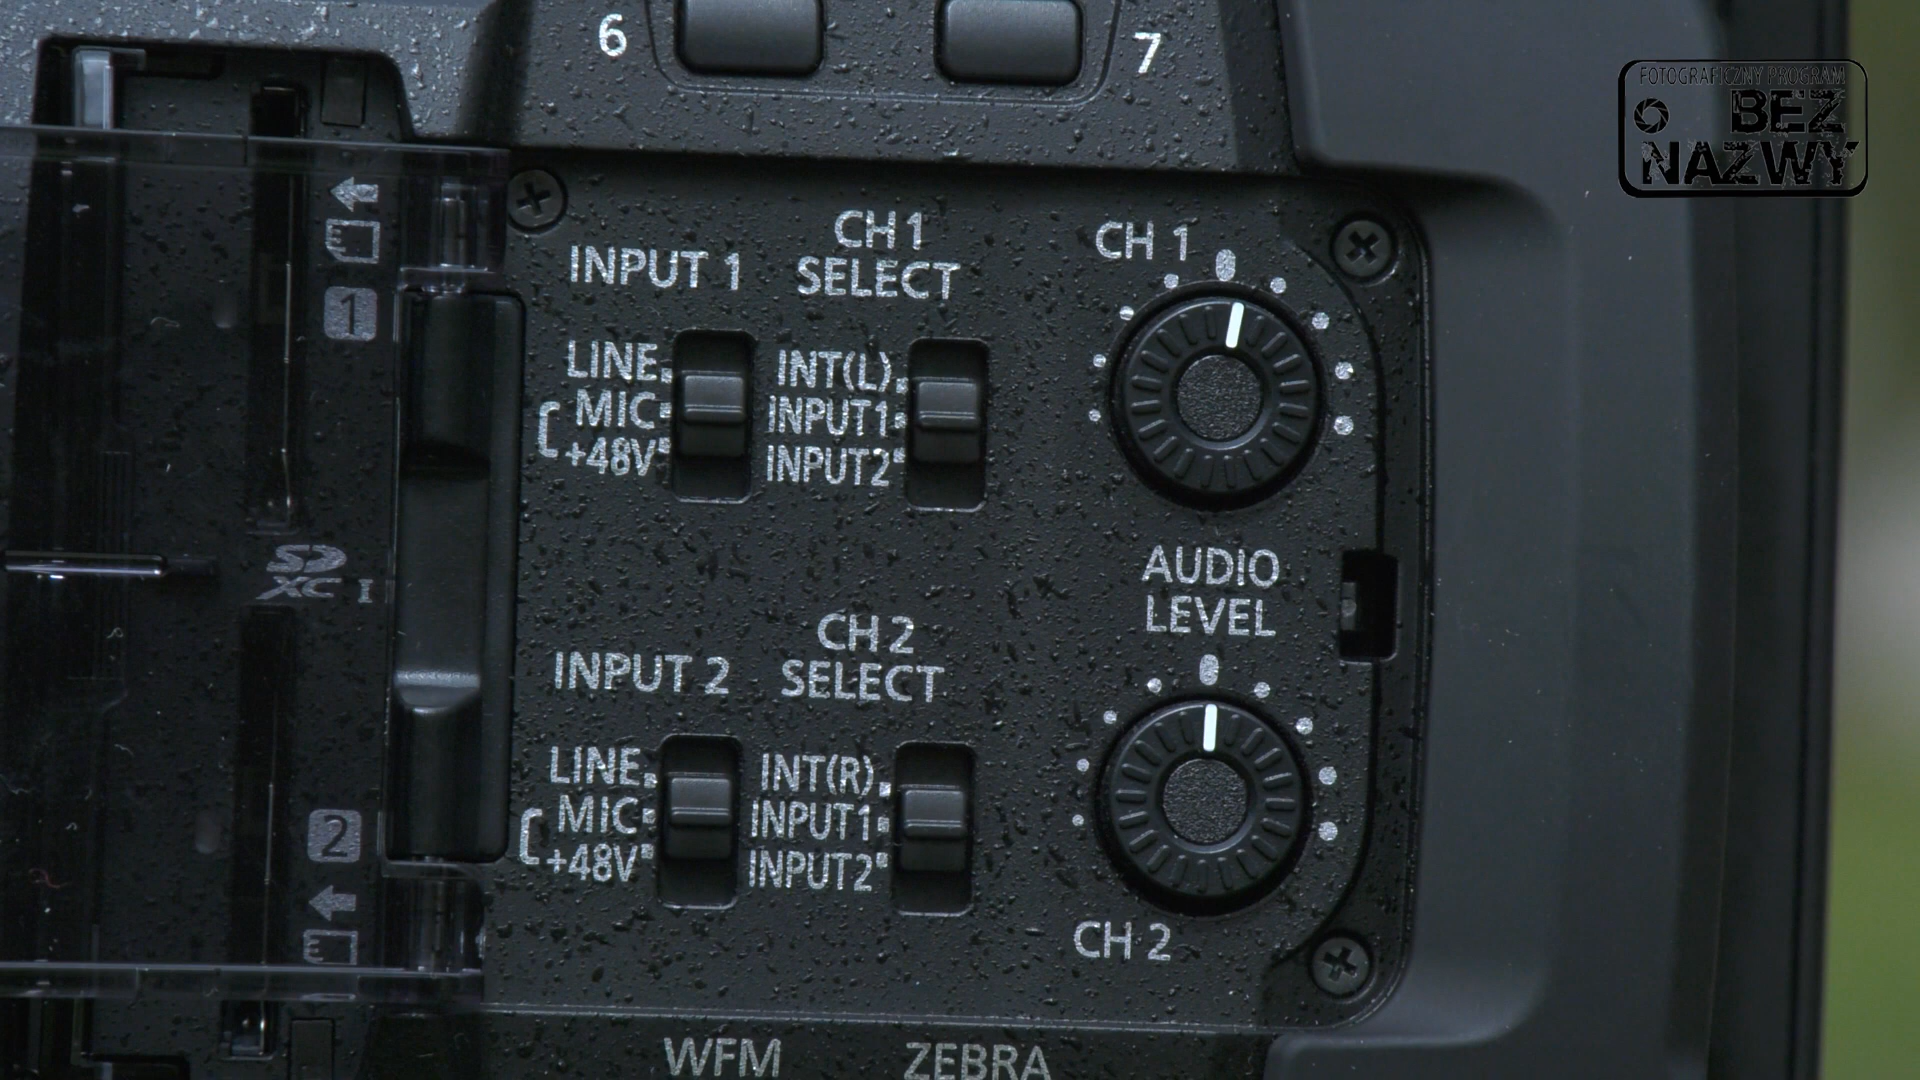 6
7
FOTOGRAFICZNY PROGRAM
BEZ
NAZWY
1
INPUT 1
CH 1
SELECT
CH 1
LINE
MIC
+48V
INT(L)
INPUT1
INPUT2
SD
XC I
AUDIO
LEVEL
INPUT 2
CH 2
SELECT
LINE
MIC
+48V
INT(R)
INPUT1
INPUT2
2
CH 2
WFM
ZEBRA